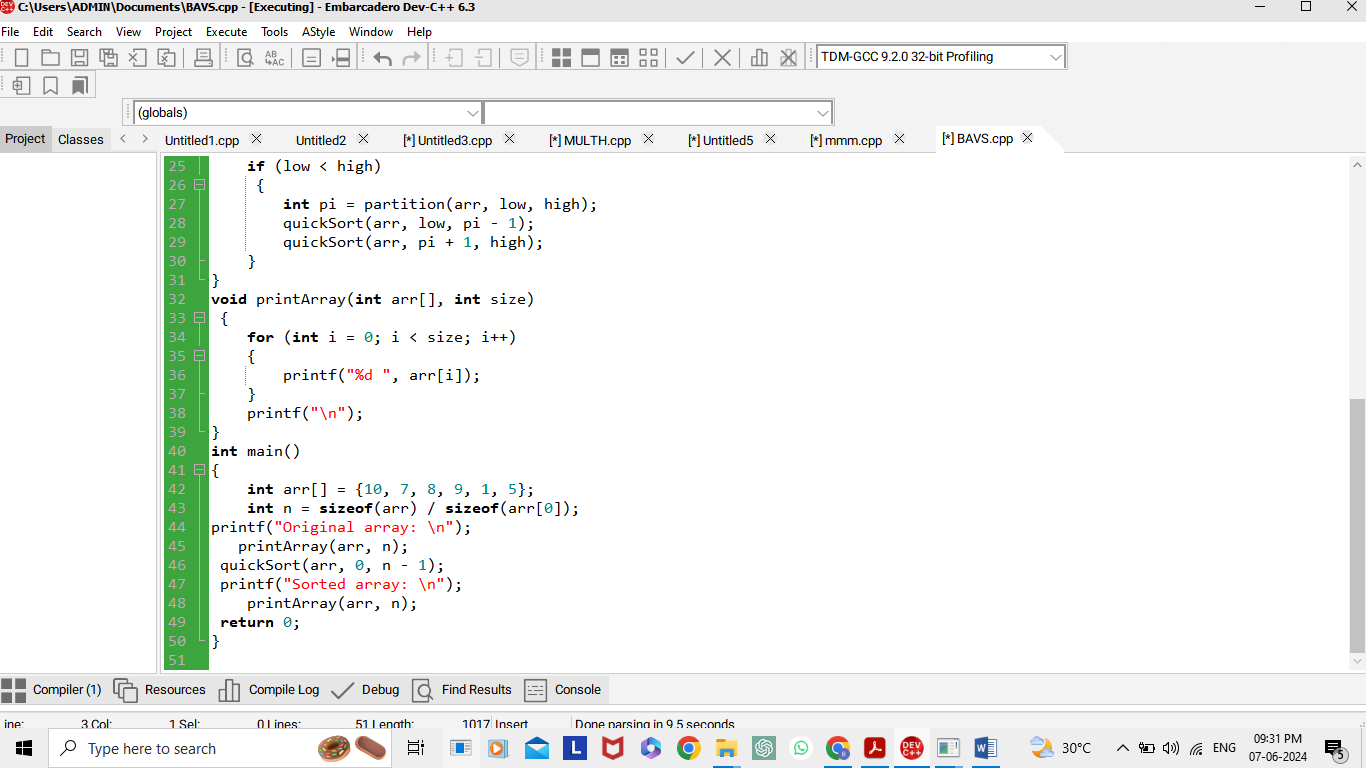 C:\Users\ADMIN\Documents\BAVS.cpp - [Executing] - Embarcadero Dev-C++ 6.3
File Edit Search View Project Execute Tools AStyle Window Help
TDM-GCC 9.2.0 32-bit Profiling
(globals)
Project Classes Untitled1.cpp Untitled2 [*] Untitled3.cpp [*] MULTH.cpp [*] Untitled5 [*] mmm.cpp [*] BAVS.cpp
25 if (low < high)
26 {
27 int pi = partition(arr, low, high);
28 quickSort(arr, low, pi - 1);
29 quickSort(arr, pi + 1, high);
30 }
31 }
32 void printArray(int arr[], int size)
33 {
34 for (int i = 0; i < size; i++)
35 {
36 printf("%d ", arr[i]);
37 }
38 printf("\n");
39 }
40 int main()
41 {
42 int arr[] = {10, 7, 8, 9, 1, 5};
43 int n = sizeof(arr) / sizeof(arr[0]);
44 printf("Original array: \n");
45 printArray(arr, n);
46 quickSort(arr, 0, n - 1);
47 printf("Sorted array: \n");
48 printArray(arr, n);
49 return 0;
50 }
51
Compiler (1) Resources Compile Log Debug Find Results Console
ine: 3 Col: 1 Sel: 0 Lines: 51 Length: 1017 Insert Done parsing in 9.5 seconds
Type here to search
30°C ENG 09:31 PM
07-06-2024
5